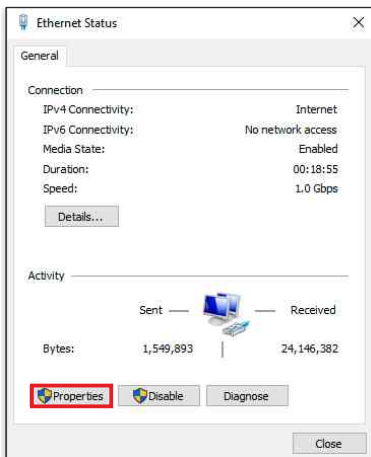 Ethernet Status
General
Connection
IPv4 Connectivity: Internet
IPv6 Connectivity: No network access
Media State: Enabled
Duration: 00:18:55
Speed: 1.0 Gbps
Details...
Activity
Sent Received
Bytes: 1,549,893 24,146,382
Properties Disable Diagnose
Close